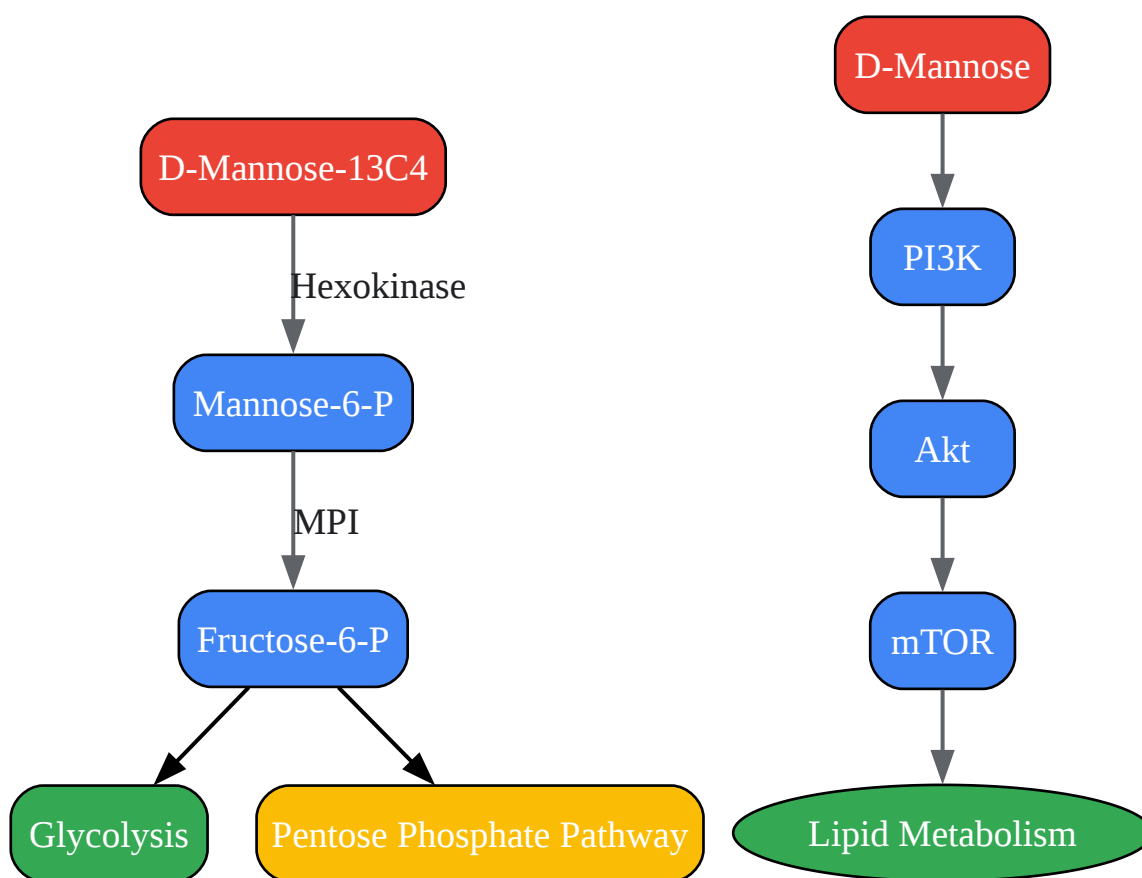 D-Mannose-13C4
Hexokinase
Mannose-6-P
MPI
Fructose-6-P
Glycolysis
Pentose Phosphate Pathway
D-Mannose
PI3K
Akt
mTOR
Lipid Metabolism